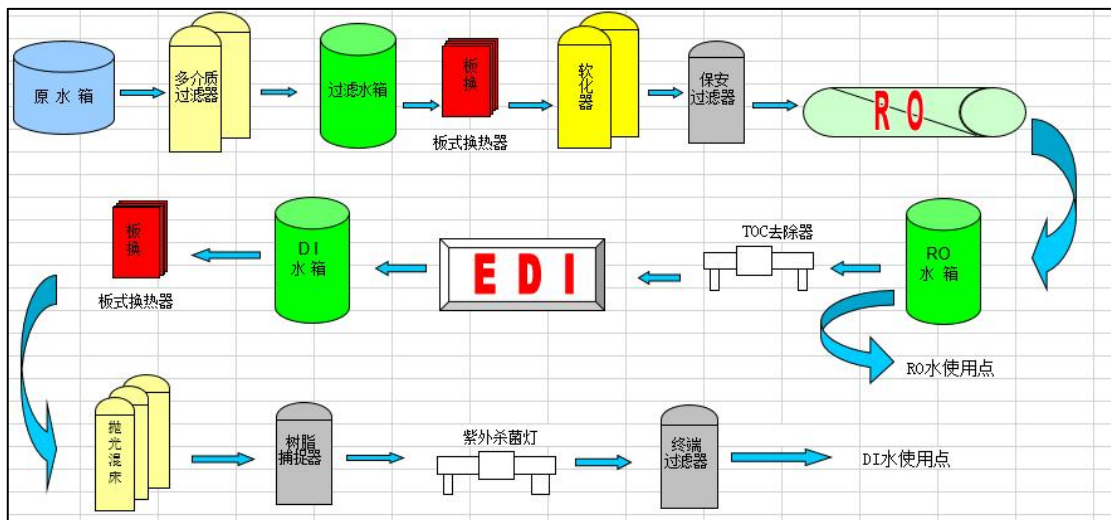 原 水 箱
多介质
过滤器
过滤水箱
板
换
板式换热器
软
化
器
保安
过滤器
R O
TOC去除器
RO
水 箱
E D I
DI
水 箱
板
换
板式换热器
RO水使用点
抛
光
混
床
树脂
捕捉器
紫外杀菌灯
终端
过滤器
DI水使用点